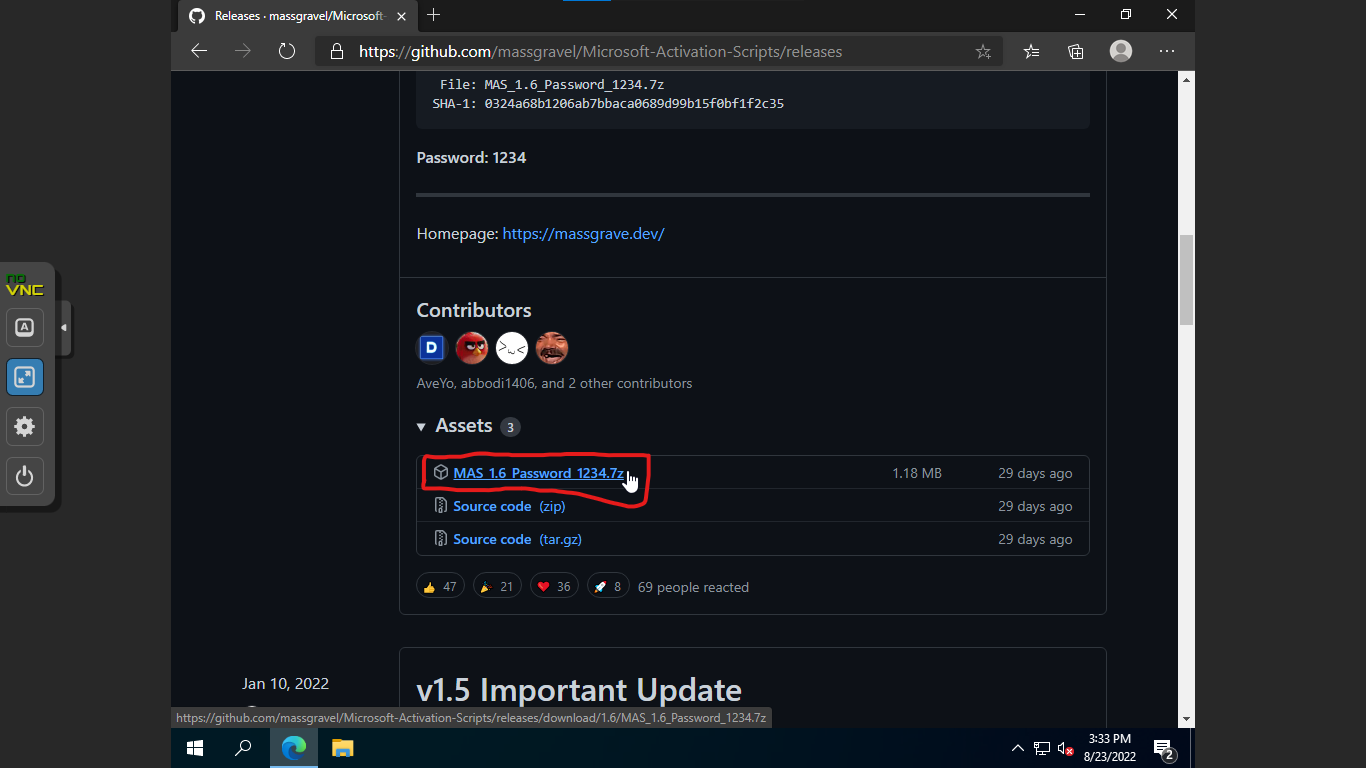 Releases · massgravel/Microsoft-
https://github.com/massgravel/Microsoft-Activation-Scripts/releases
File: MAS_1.6_Password_1234.7z
SHA-1: 0324a68b1206ab7bbaca0689d99b15f0bf1f2c35
Password: 1234
Homepage: https://massgrave.dev/
no
VNC
A
Contributors
D
AveYo, abbodi1406, and 2 other contributors
Assets 3
MAS_1.6_Password_1234.7z 1.18 MB 29 days ago
Source code (zip) 29 days ago
Source code (tar.gz) 29 days ago
47 21 36 8 69 people reacted
Jan 10, 2022
v1.5 Important Update
https://github.com/massgravel/Microsoft-Activation-Scripts/releases/download/1.6/MAS_1.6_Password_1234.7z
3:33 PM
8/23/2022
2